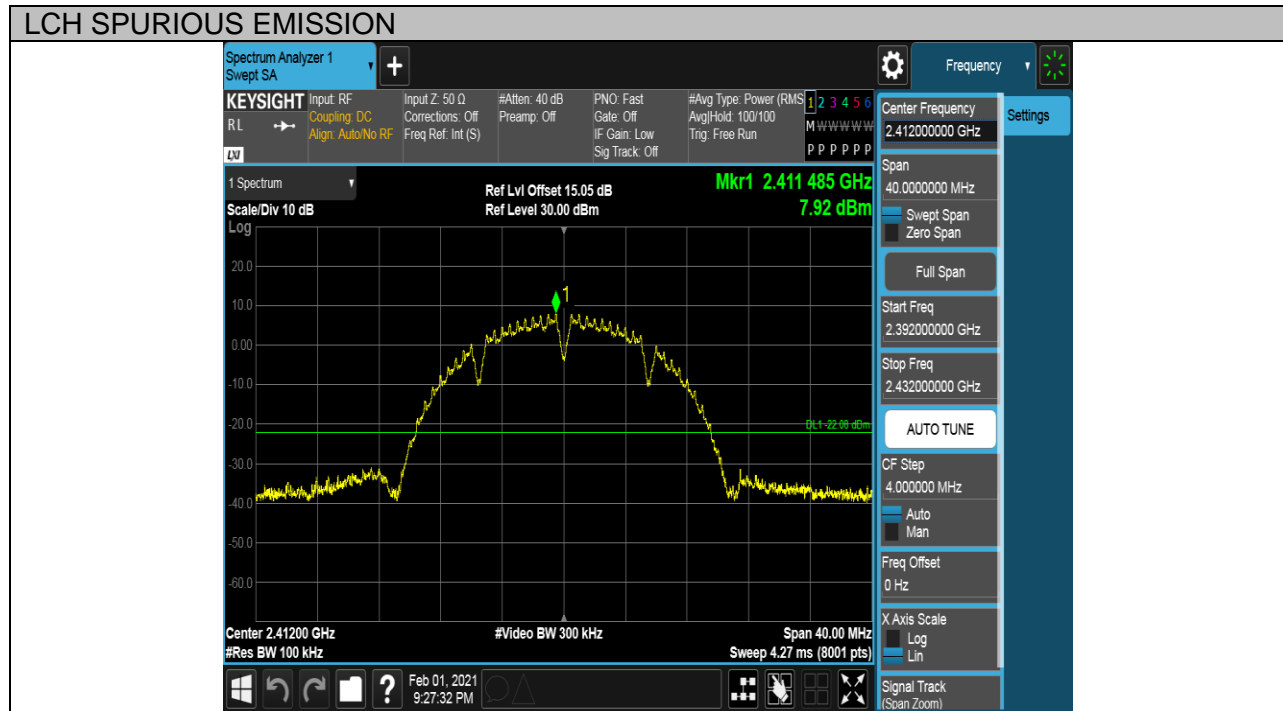 LCH SPURIOUS EMISSION
Spectrum Analyzer 1
Swept SA
+
Frequency
KEYSIGHT
RL
LXI
Input: RF
Coupling: DC
Align: Auto/No RF
Input Z: 50 Ω
Corrections: Off
Freq Ref: Int (S)
#Atten: 40 dB
Preamp: Off
PNO: Fast
Gate: Off
IF Gain: Low
Sig Track: Off
#Avg Type: Power (RMS
Avg|Hold: 100/100
Trig: Free Run
1 2 3 4 5 6
M W W W W W
P P P P P P
1 Spectrum
Scale/Div 10 dB
Log
Ref Lvl Offset 15.05 dB
Ref Level 30.00 dBm
Mkr1 2.411 485 GHz
7.92 dBm
20.0
10.0
0.00
-10.0
-20.0
-30.0
-40.0
-50.0
-60.0
1
DL1 -22.08 dBm
Center 2.41200 GHz
#Res BW 100 kHz
#Video BW 300 kHz
Span 40.00 MHz
Sweep 4.27 ms (8001 pts)
?
Feb 01, 2021
9:27:32 PM
Center Frequency
2.412000000 GHz
Span
40.0000000 MHz
Swept Span
Zero Span
Full Span
Start Freq
2.392000000 GHz
Stop Freq
2.432000000 GHz
AUTO TUNE
CF Step
4.000000 MHz
Auto
Man
Freq Offset
0 Hz
X Axis Scale
Log
Lin
Signal Track
(Span Zoom)
Settings